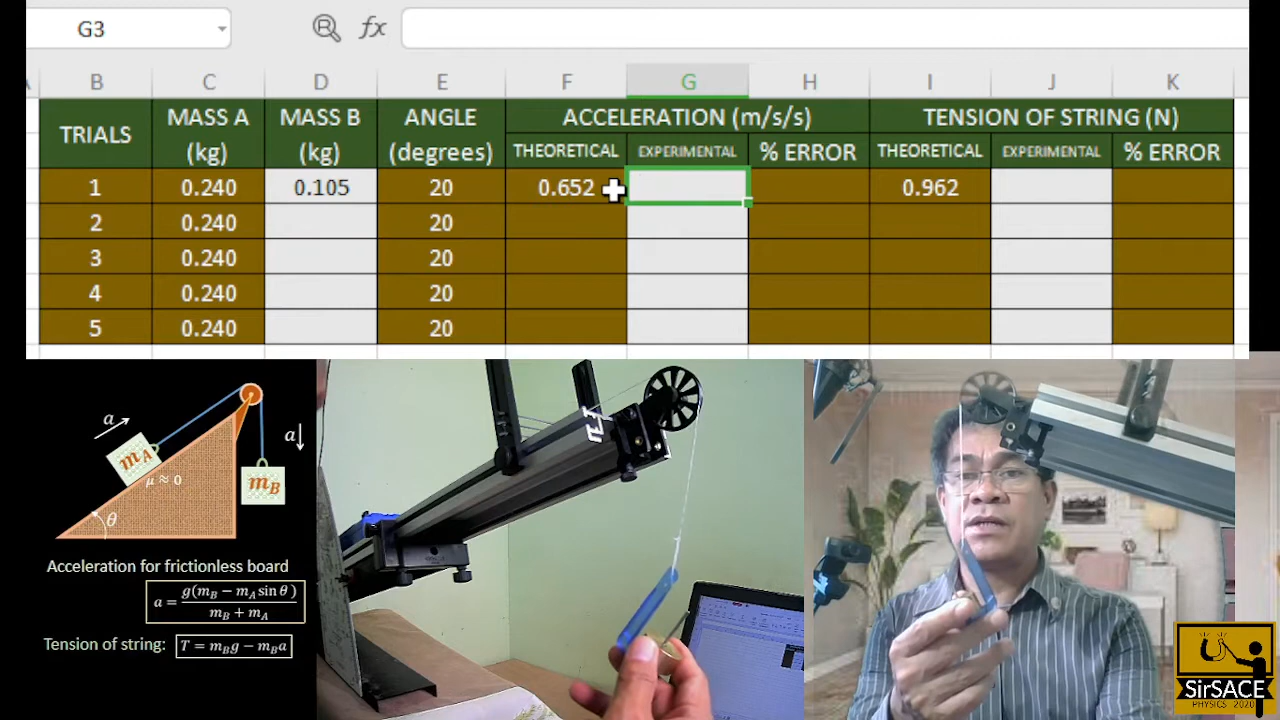 G3
fx
B C D E F G H I J K
TRIALS
MASS A
(kg)
MASS B
(kg)
ANGLE
(degrees)
ACCELERATION (m/s/s)
TENSION OF STRING (N)
THEORETICAL EXPERIMENTAL % ERROR THEORETICAL EXPERIMENTAL % ERROR
1 0.240 0.105 20 0.652 0.962
2 0.240 20
3 0.240 20
4 0.240 20
5 0.240 20
a
a
mA
mB
μ ≈ 0
θ
Acceleration for frictionless board
a = g(mB − mA sin θ) / mB + mA
Tension of string: T = mBg − mBa
SirSACE
PHYSICS 2020